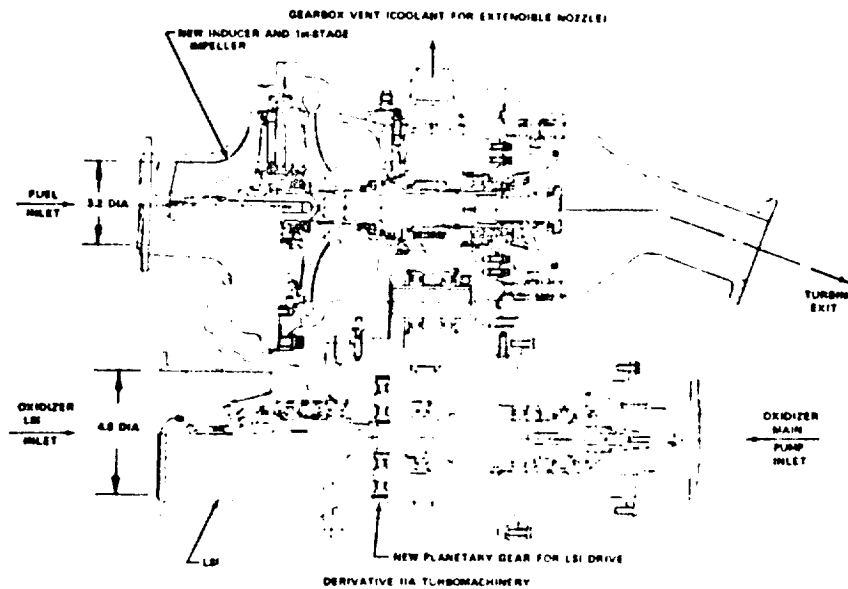 GEARBOX VENT (COOLANT FOR EXTENDIBLE NOZZLE)
NEW INDUCER AND 1st-STAGE
IMPELLER
FUEL
INLET
3.2 DIA
TURBINE
EXIT
OXIDIZER
LSI
INLET
4.8 DIA
OXIDIZER
MAIN
PUMP
INLET
LSI
NEW PLANETARY GEAR FOR LSI DRIVE
DERIVATIVE IIA TURBOMACHINERY